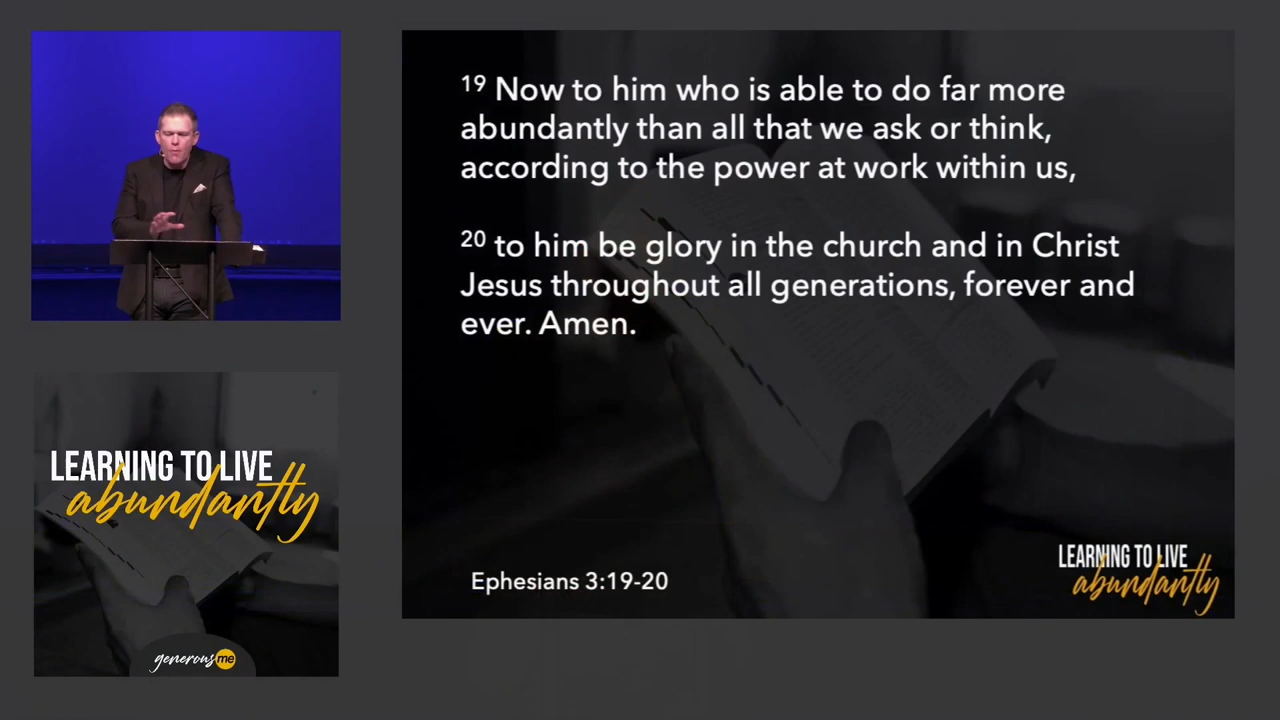 19 Now to him who is able to do far more
abundantly than all that we ask or think,
according to the power at work within us,
20 to him be glory in the church and in Christ
Jesus throughout all generations, forever and
ever. Amen.
Ephesians 3:19-20
LEARNING TO LIVE
abundantly
LEARNING TO LIVE
abundantly
generous me